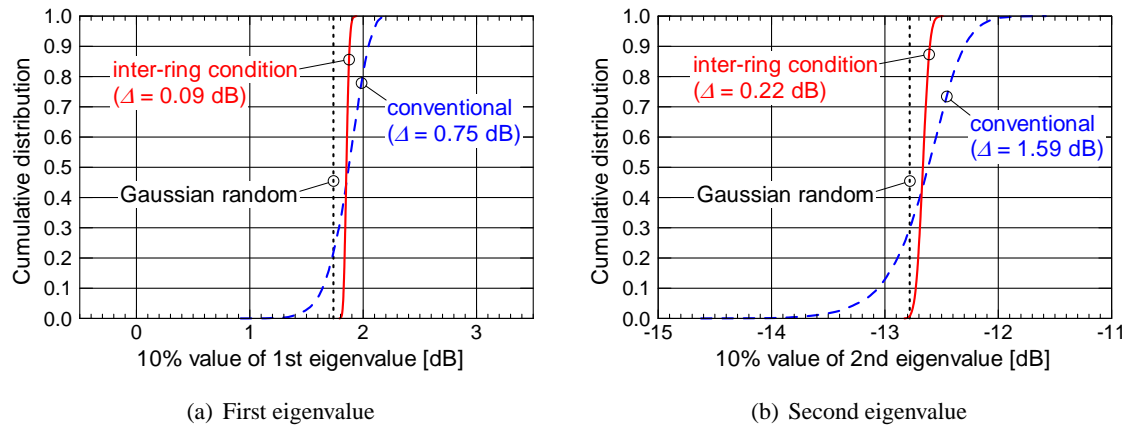 Cumulative distribution
1.0
0.9
0.8
0.7
0.6
0.5
0.4
0.3
0.2
0.1
0.0
inter-ring condition
(Δ = 0.09 dB)
conventional
(Δ = 0.75 dB)
Gaussian random
0 1 2 3
10% value of 1st eigenvalue [dB]
(a) First eigenvalue
Cumulative distribution
1.0
0.9
0.8
0.7
0.6
0.5
0.4
0.3
0.2
0.1
0.0
inter-ring condition
(Δ = 0.22 dB)
conventional
(Δ = 1.59 dB)
Gaussian random
-15 -14 -13 -12 -11
10% value of 2nd eigenvalue [dB]
(b) Second eigenvalue